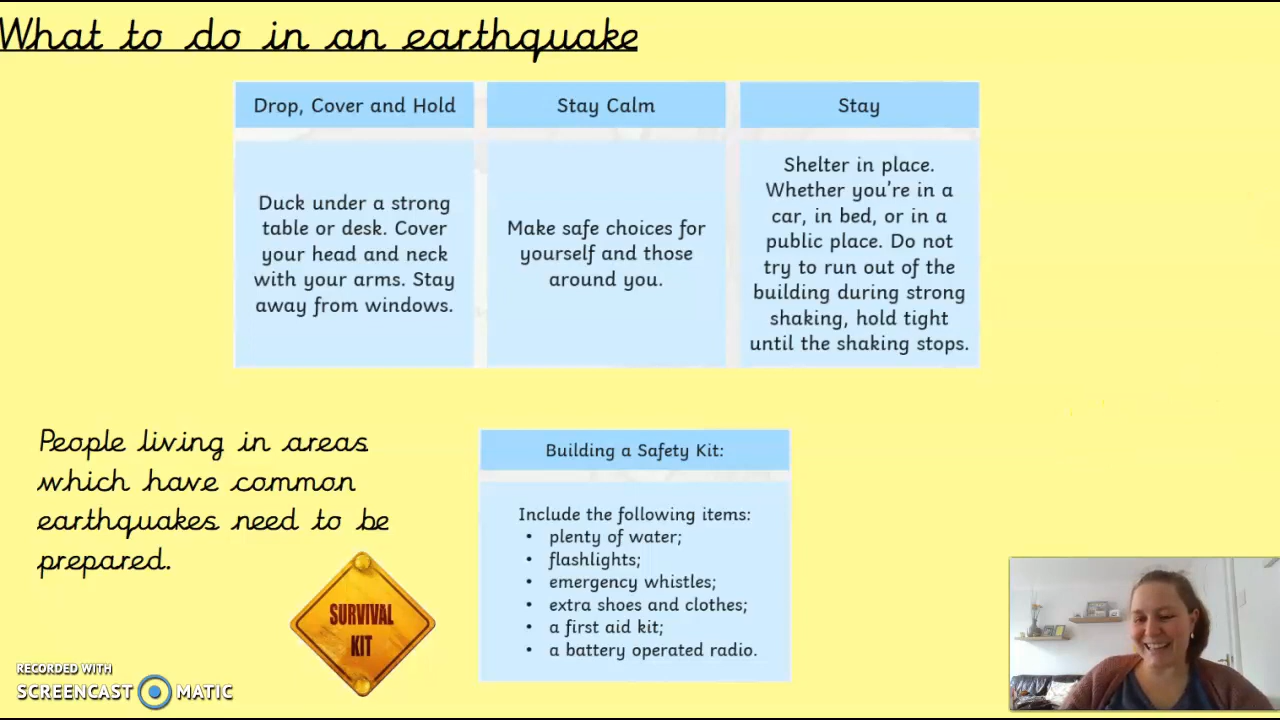 What to do in an earthquake
Drop, Cover and Hold
Duck under a strong
table or desk. Cover
your head and neck
with your arms. Stay
away from windows.
Stay Calm
Make safe choices for
yourself and those
around you.
Stay
Shelter in place.
Whether you're in a
car, in bed, or in a
public place. Do not
try to run out of the
building during strong
shaking, hold tight
until the shaking stops.
People living in areas
which have common
earthquakes need to be
prepared.
SURVIVAL
KIT
Building a Safety Kit:
Include the following items:
• plenty of water;
• flashlights;
• emergency whistles;
• extra shoes and clothes;
• a first aid kit;
• a battery operated radio.
RECORDED WITH
SCREENCAST MATIC